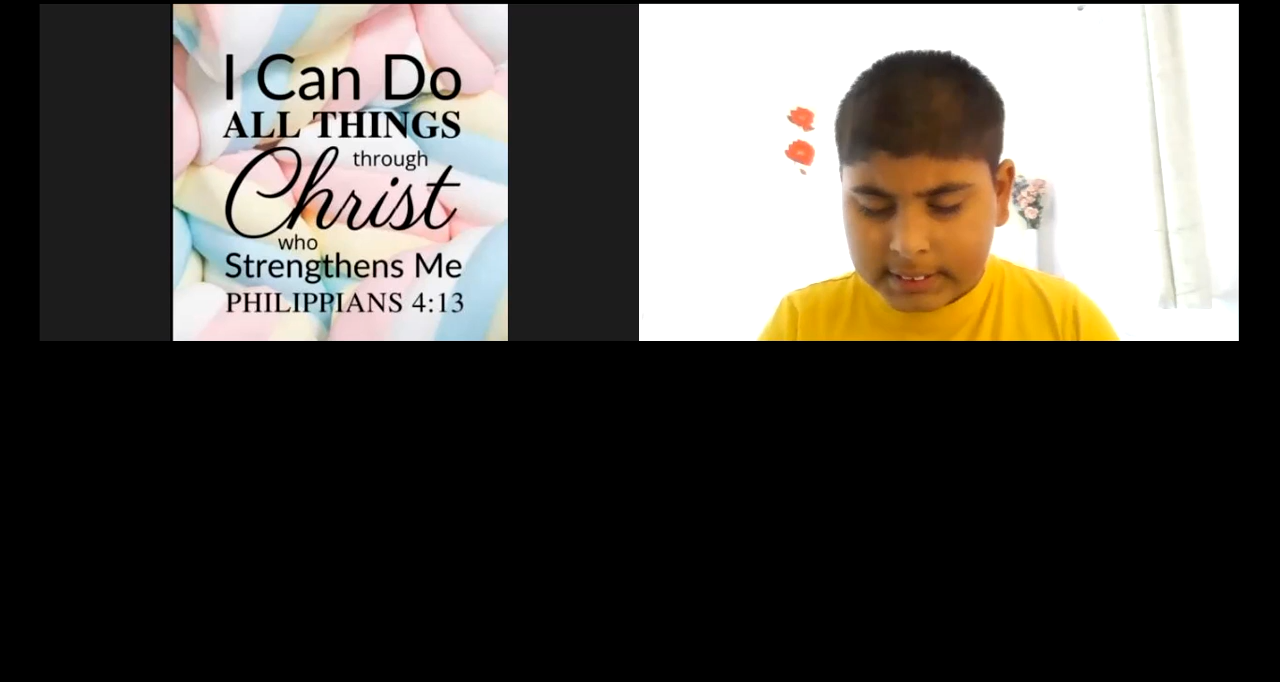 I Can Do
ALL THINGS
through
Christ
who
Strengthens Me
PHILIPPIANS 4:13